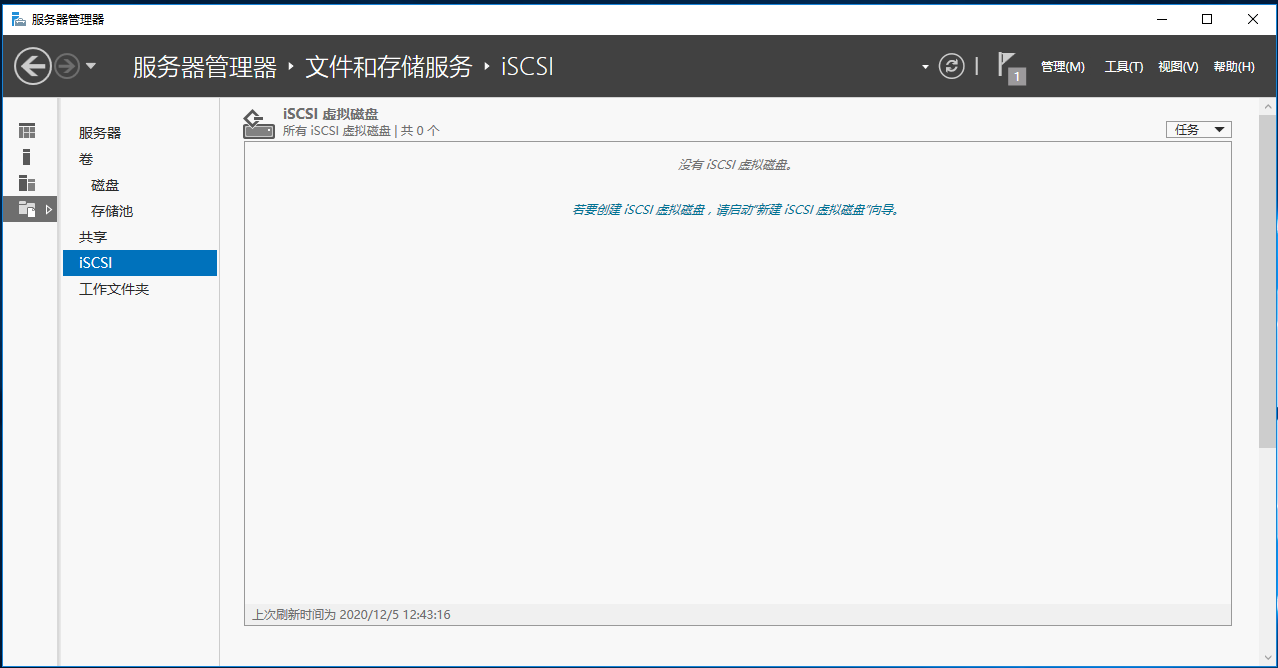 服务器管理器
服务器管理器 ‣ 文件和存储服务 ‣ iSCSI
1
管理(M) 工具(T) 视图(V) 帮助(H)
服务器
卷
磁盘
存储池
共享
iSCSI
工作文件夹
iSCSI 虚拟磁盘
所有 iSCSI 虚拟磁盘 | 共 0 个
任务
没有 iSCSI 虚拟磁盘。
若要创建 iSCSI 虚拟磁盘，请启动"新建 iSCSI 虚拟磁盘"向导。
上次刷新时间为 2020/12/5 12:43:16